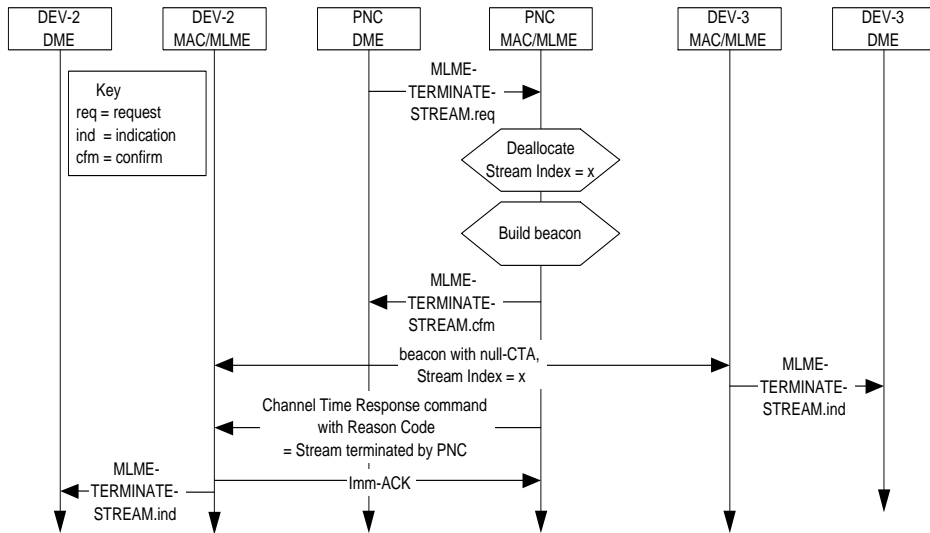 DEV-2
DME
DEV-2
MAC/MLME
PNC
DME
PNC
MAC/MLME
DEV-3
MAC/MLME
DEV-3
DME
Key
req = request
ind = indication
cfm = confirm
MLME-
TERMINATE-
STREAM.req
Deallocate
Stream Index = x
Build beacon
MLME-
TERMINATE-
STREAM.cfm
beacon with null-CTA,
Stream Index = x
MLME-
TERMINATE-
STREAM.ind
Channel Time Response command
with Reason Code
= Stream terminated by PNC
Imm-ACK
MLME-
TERMINATE-
STREAM.ind